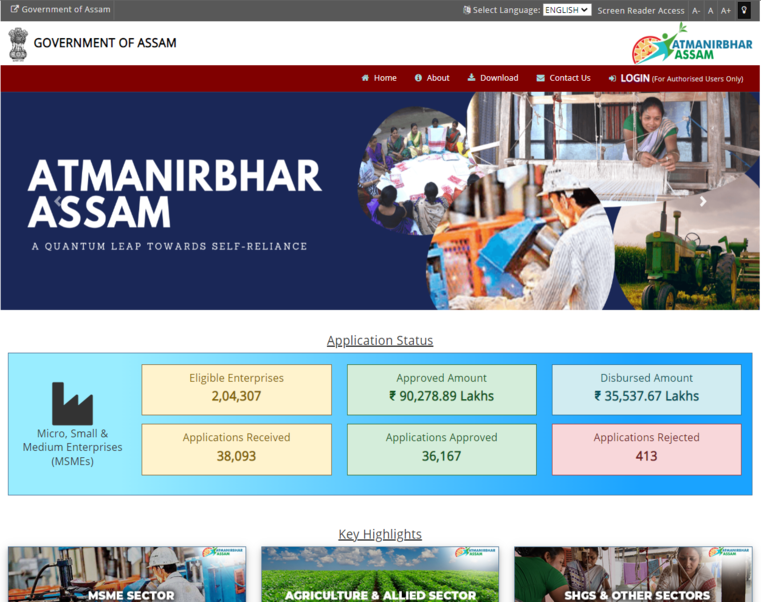 Government of Assam
Select Language: ENGLISH Screen Reader Access A- A A+
GOVERNMENT OF ASSAM
ATMANIRBHAR
ASSAM
Home About Download Contact Us LOGIN (For Authorised Users Only)
ATMANIRBHAR
ASSAM
A QUANTUM LEAP TOWARDS SELF-RELIANCE
Application Status
Micro, Small &
Medium Enterprises
(MSMEs)
Eligible Enterprises
2,04,307
Approved Amount
₹ 90,278.89 Lakhs
Disbursed Amount
₹ 35,537.67 Lakhs
Applications Received
38,093
Applications Approved
36,167
Applications Rejected
413
Key Highlights
ATMANIRBHAR
ASSAM
MSME SECTOR
ATMANIRBHAR
ASSAM
AGRICULTURE & ALLIED SECTOR
ATMANIRBHAR
ASSAM
SHGS & OTHER SECTORS